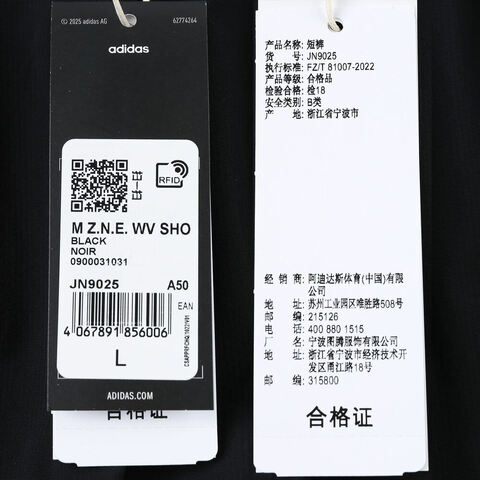 © 2025 adidas AG
62774264
adidas
RFID
M Z.N.E. WV SHO
BLACK
NOIR
0900031031
JN9025 A50
EAN
4 067891 856006
L
ADIDAS.COM/
合格证
产品名称: 短裤
货号: JN9025
执行标准: FZ/T 81007-2022
产品等级: 合格品
检验合格: 检18
安全类别: B类
产地: 浙江省宁波市
经销商: 阿迪达斯体育(中国)有限
公司
地址: 苏州工业园区唯胜路508号
邮编: 215126
电话: 400 880 1515
厂家: 宁波图腾服饰有限公司
地址: 浙江省宁波市经济技术开
发区甬江路18号
邮编: 315800
合格证